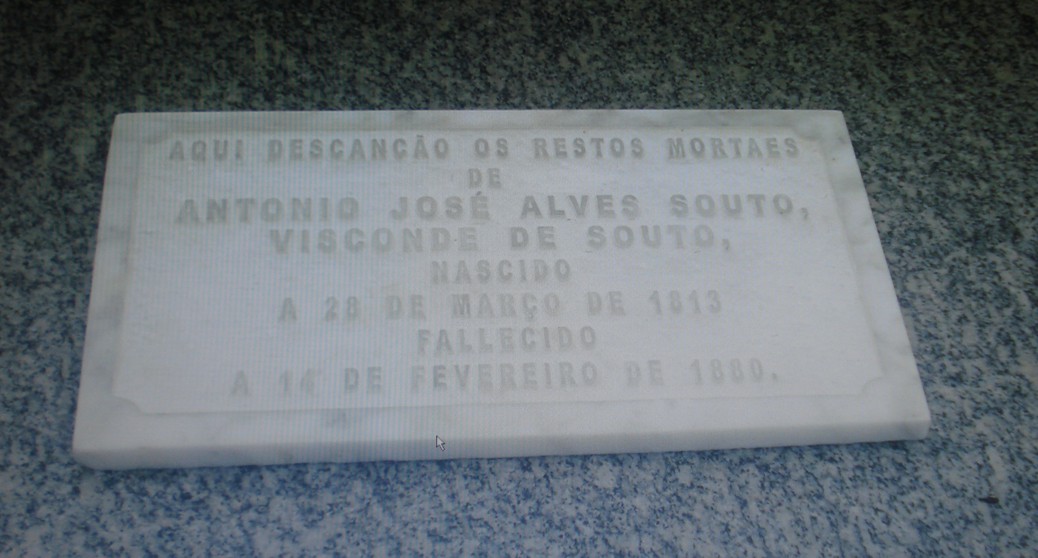 AQUI DESCANCÃO OS RESTOS MORTAES
DE
ANTONIO JOSÉ ALVES SOUTO,
VISCONDE DE SOUTO,
NASCIDO
A 28 DE MARÇO DE 1813
FALLECIDO
A 14 DE FEVEREIRO DE 1880.